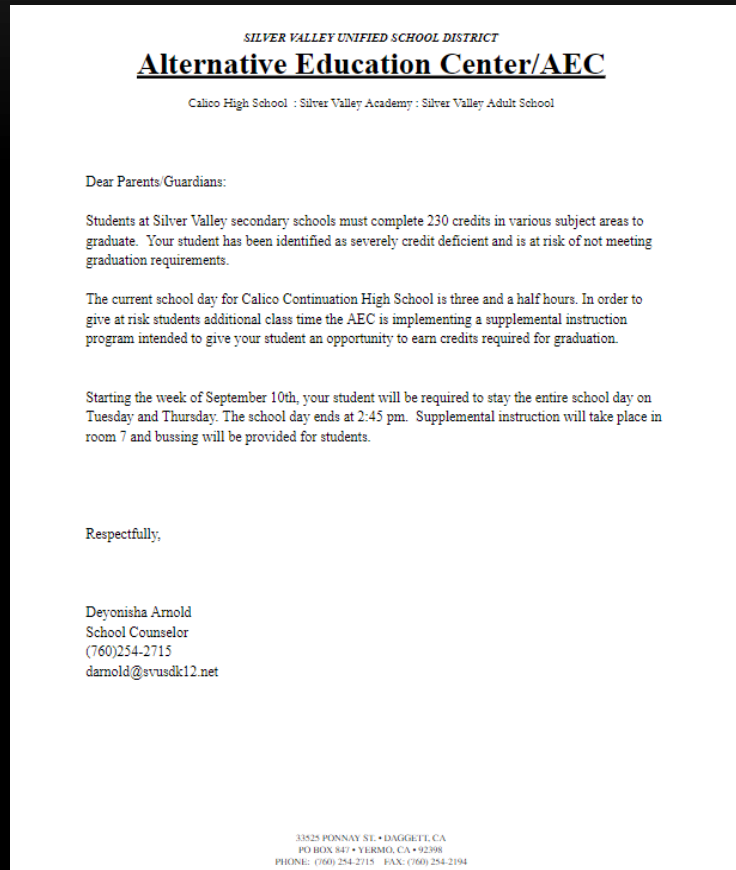 SILVER VALLEY UNIFIED SCHOOL DISTRICT
Alternative Education Center/AEC
Calico High School : Silver Valley Academy : Silver Valley Adult School
Dear Parents/Guardians:
Students at Silver Valley secondary schools must complete 230 credits in various subject areas to
graduate. Your student has been identified as severely credit deficient and is at risk of not meeting
graduation requirements.
The current school day for Calico Continuation High School is three and a half hours. In order to
give at risk students additional class time the AEC is implementing a supplemental instruction
program intended to give your student an opportunity to earn credits required for graduation.
Starting the week of September 10th, your student will be required to stay the entire school day on
Tuesday and Thursday. The school day ends at 2:45 pm. Supplemental instruction will take place in
room 7 and bussing will be provided for students.
Respectfully,
Deyonisha Arnold
School Counselor
(760)254-2715
darnold@svusdk12.net
33525 PONNAY ST. • DAGGETT, CA
PO BOX 847 • YERMO, CA • 92398
PHONE: (760) 254-2715 FAX: (760) 254-2194